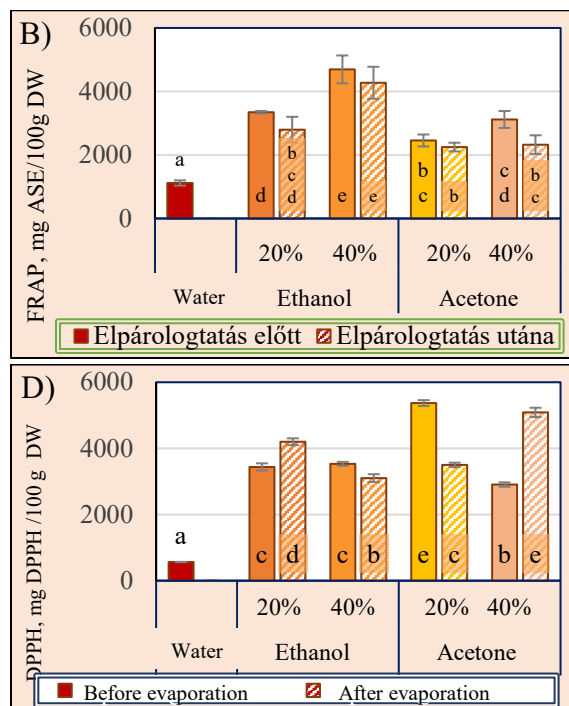 B)
FRAP, mg ASE/100g DW
6000
4000
2000
0
a
d
b
c
d
e
e
b
c
b
c
d
b
c
20% 40% 20% 40%
Water Ethanol Acetone
Elpárologtatás előtt Elpárologtatás utána
D)
DPPH, mg DPPH /100 g DW
6000
4000
2000
0
a
c d c b e c b e
20% 40% 20% 40%
Water Ethanol Acetone
Before evaporation After evaporation